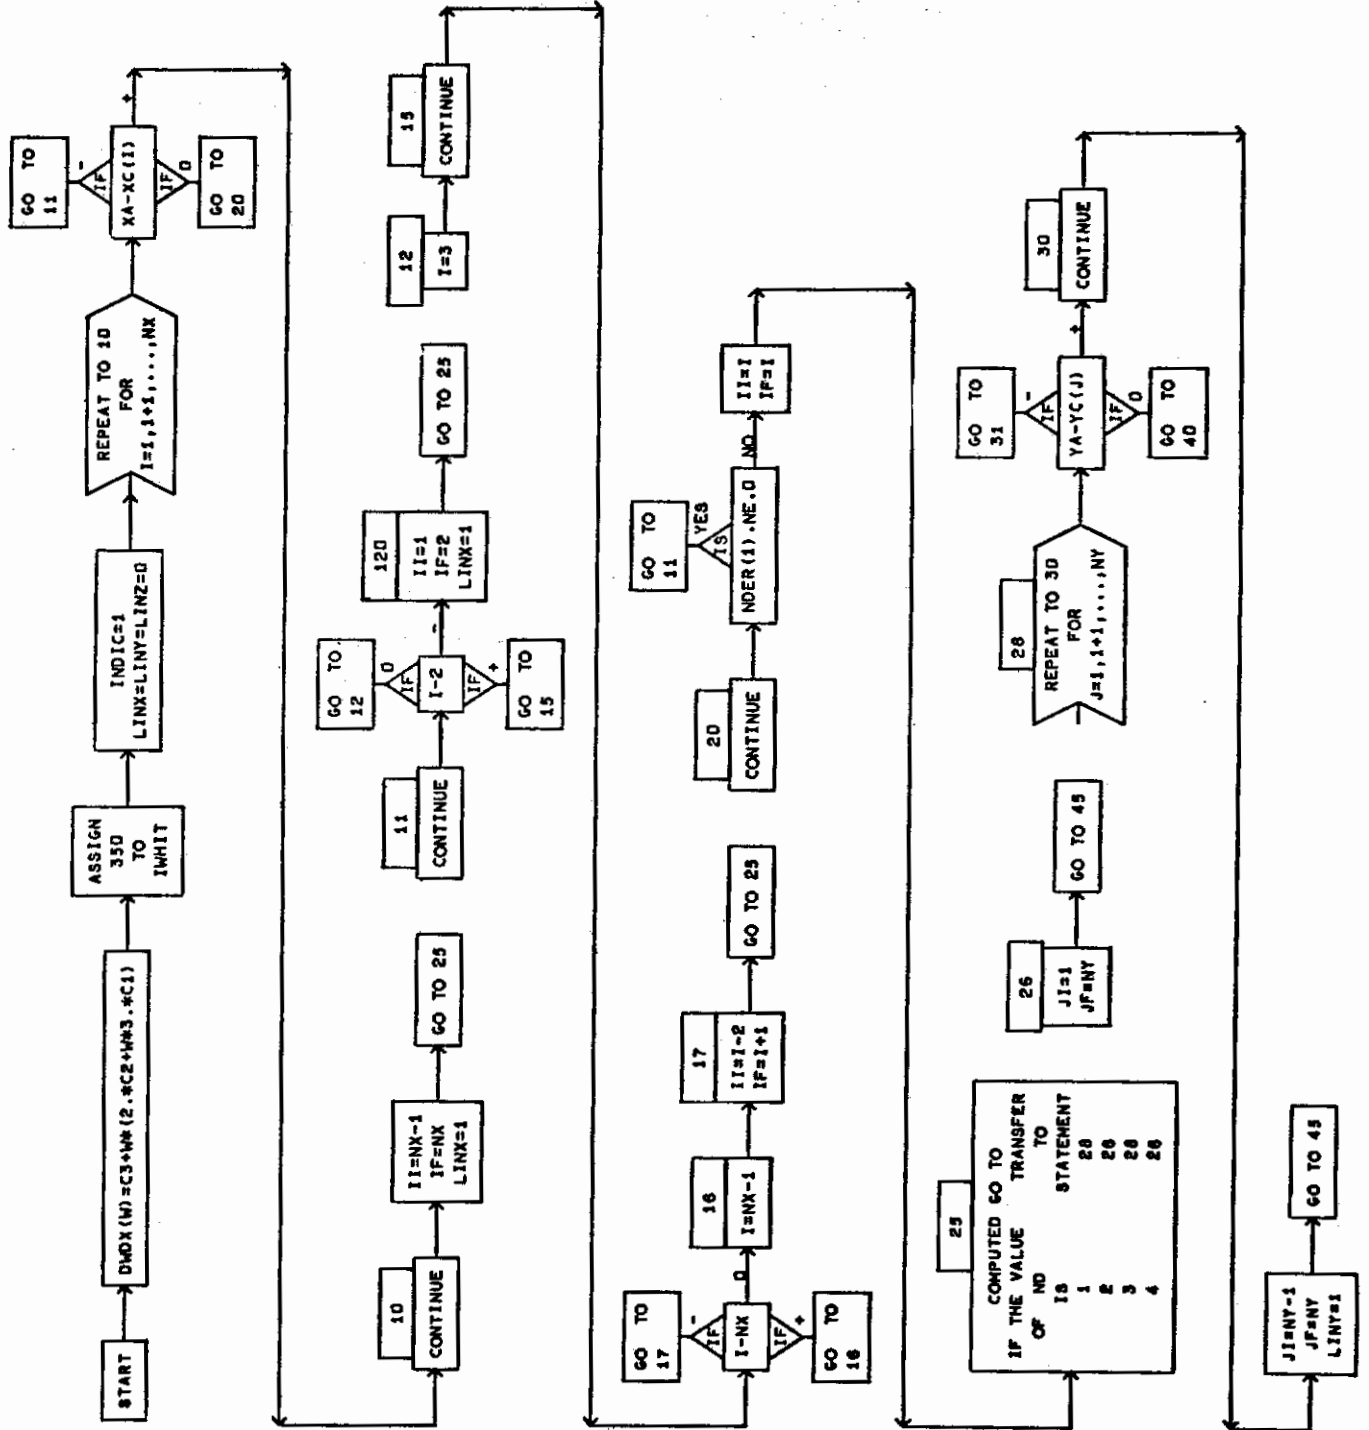 START
DWDX(W)=C3+W*(2.*C2+W*3.*C1)
ASSIGN
350
TO
IWHIT
INDIC=1
LINX=LINY=LINZ=0
REPEAT TO 10
FOR
I=1,1+1,...,NX
GO TO
11
IF -
XA-XC(I)
+
IF 0
GO TO
20
10
CONTINUE
II=NX-1
IF=NX
LINX=1
GO TO 25
11
CONTINUE
GO TO
12
IF 0
I-2
-
IF +
GO TO
15
120
II=1
IF=2
LINX=1
GO TO 25
12
I=3
15
CONTINUE
GO TO
17
IF -
I-NX
0
IF +
GO TO
16
16
I=NX-1
17
II=I-2
IF=I+1
GO TO 25
20
CONTINUE
GO TO
11
IS YES
NDER(1).NE.0
NO
II=I
IF=I
25
COMPUTED GO TO
IF THE VALUE TRANSFER
OF ND TO
IS STATEMENT
1 28
2 26
3 28
4 26
26
JI=1
JF=NY
GO TO 45
28
REPEAT TO 30
FOR
J=1,1+1,...,NY
GO TO
31
IF -
YA-YC(J)
+
IF 0
GO TO
40
30
CONTINUE
JI=NY-1
JF=NY
LINY=1
GO TO 45